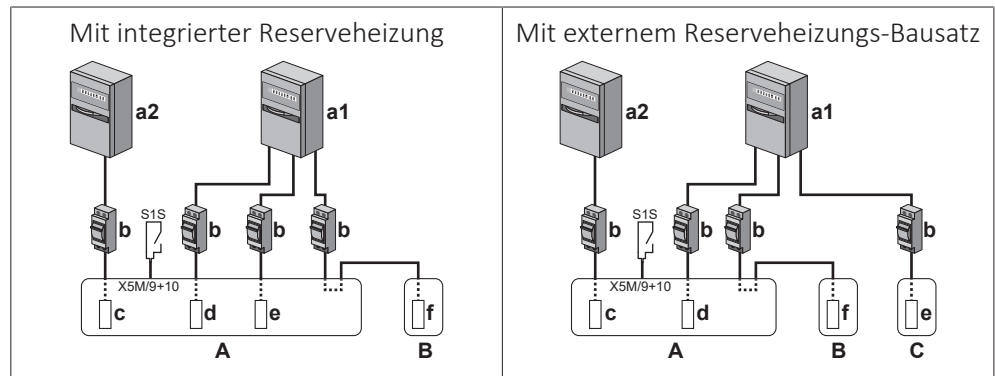 Mit integrierter Reserveheizung
a2
a1
b
S1S
b
b
b
X5M/9+10
c
d
e
f
A
B
Mit externem Reserveheizungs-Bausatz
a2
a1
b
S1S
b
b
b
X5M/9+10
c
d
f
e
A
B
C